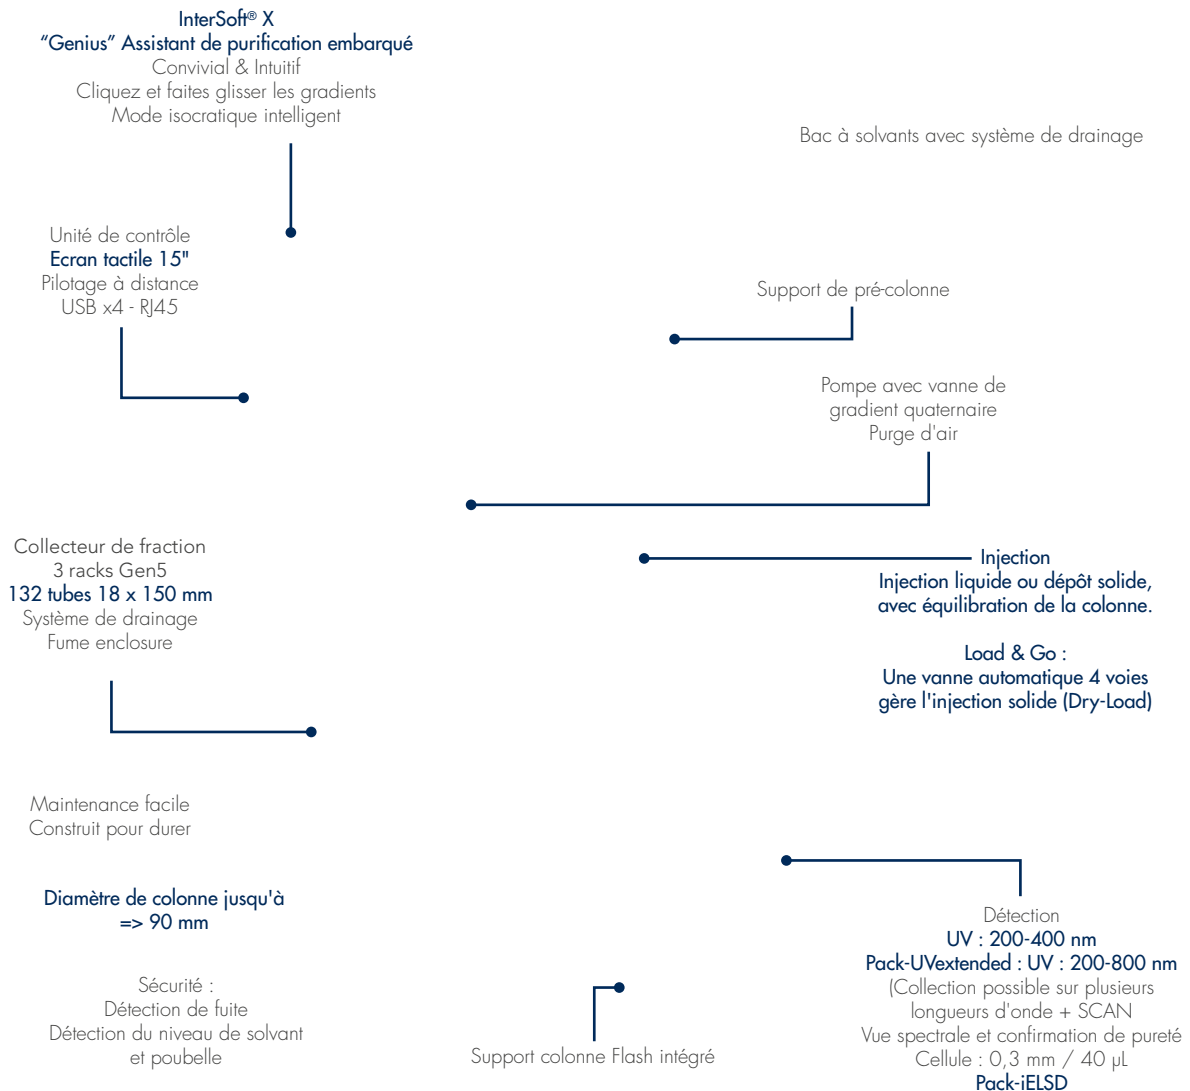 InterSoft® X
“Genius” Assistant de purification embarqué
Convivial & Intuitif
Cliquez et faites glisser les gradients
Mode isocratique intelligent
Bac à solvants avec système de drainage
Unité de contrôle
Ecran tactile 15"
Pilotage à distance
USB x4 - RJ45
Support de pré-colonne
Pompe avec vanne de
gradient quaternaire
Purge d'air
Collecteur de fraction
3 racks Gen5
132 tubes 18 x 150 mm
Système de drainage
Fume enclosure
Injection
Injection liquide ou dépôt solide,
avec équilibration de la colonne.
Load & Go :
Une vanne automatique 4 voies
gère l'injection solide (Dry-Load)
Maintenance facile
Construit pour durer
Diamètre de colonne jusqu'à
=> 90 mm
Sécurité :
Détection de fuite
Détection du niveau de solvant
et poubelle
Support colonne Flash intégré
Détection
UV : 200-400 nm
Pack-UVextended : UV : 200-800 nm
(Collection possible sur plusieurs
longueurs d'onde + SCAN
Vue spectrale et confirmation de pureté
Cellule : 0,3 mm / 40 µL
Pack-iELSD